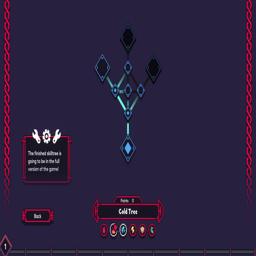 The finished skilltree is
going to be in the full
version of the game!
Back
Points 0
Cold Tree
1